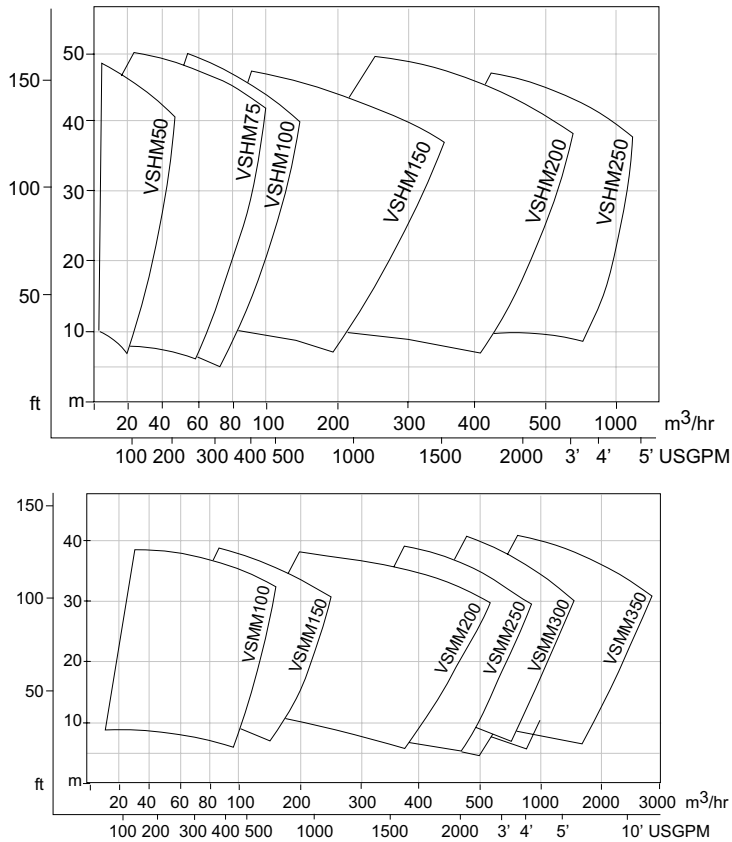 50
150
40
VSHM50
VSHM75
VSHM100
VSHM150
VSHM200
VSHM250
100
30
20
50
10
ft
m
20 40 60 80 100 200 300 400 500 1000 m3/hr
100 200 300 400 500 1000 1500 2000 3' 4' 5' USGPM
150
40
VSMM100
VSMM150
VSMM200
VSMM250
VSMM300
VSMM350
100
30
20
50
10
ft
m
20 40 60 80 100 200 300 400 500 1000 2000 3000 m3/hr
100 200 300 400 500 1000 1500 2000 3' 4' 5' 10' USGPM